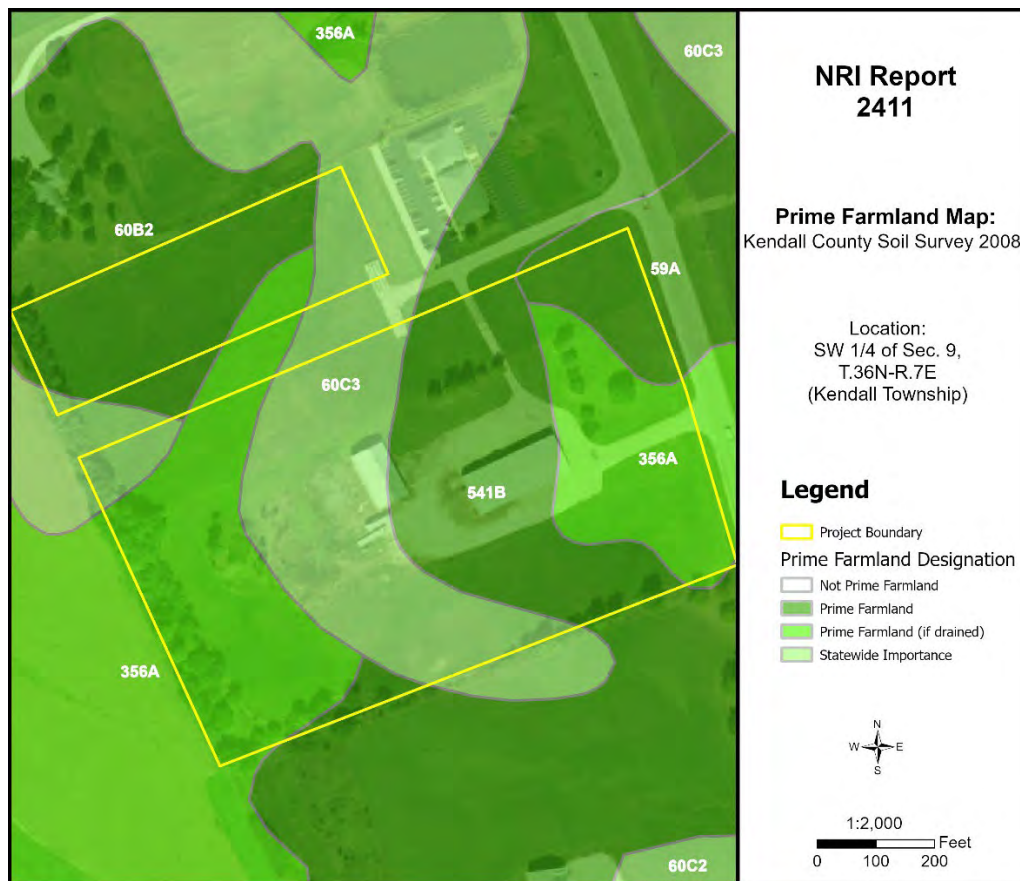 356A
60C3
60B2
59A
60C3
356A
541B
356A
60C2
NRI Report
2411
Prime Farmland Map:
Kendall County Soil Survey 2008
Location:
SW 1/4 of Sec. 9,
T.36N-R.7E
(Kendall Township)
Legend
Project Boundary
Prime Farmland Designation
Not Prime Farmland
Prime Farmland
Prime Farmland (if drained)
Statewide Importance
N
W E
S
1:2,000
Feet
0 100 200